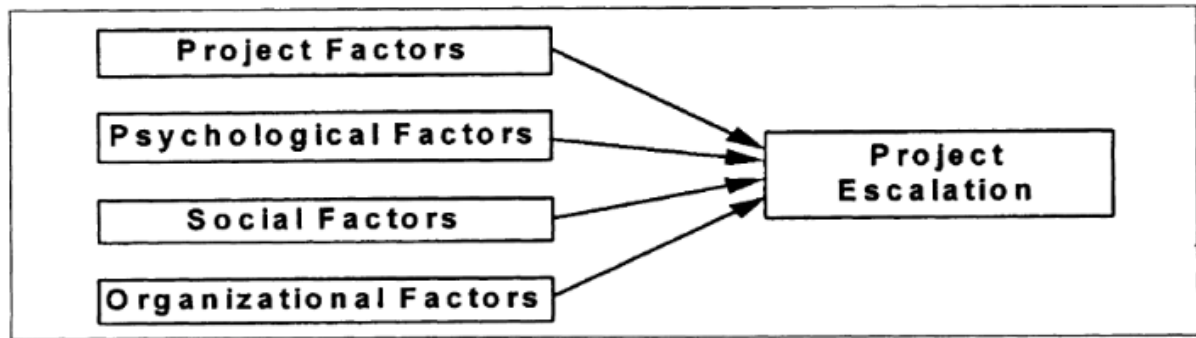 Project Factors
Psychological Factors
Social Factors
Organizational Factors
Project
Escalation